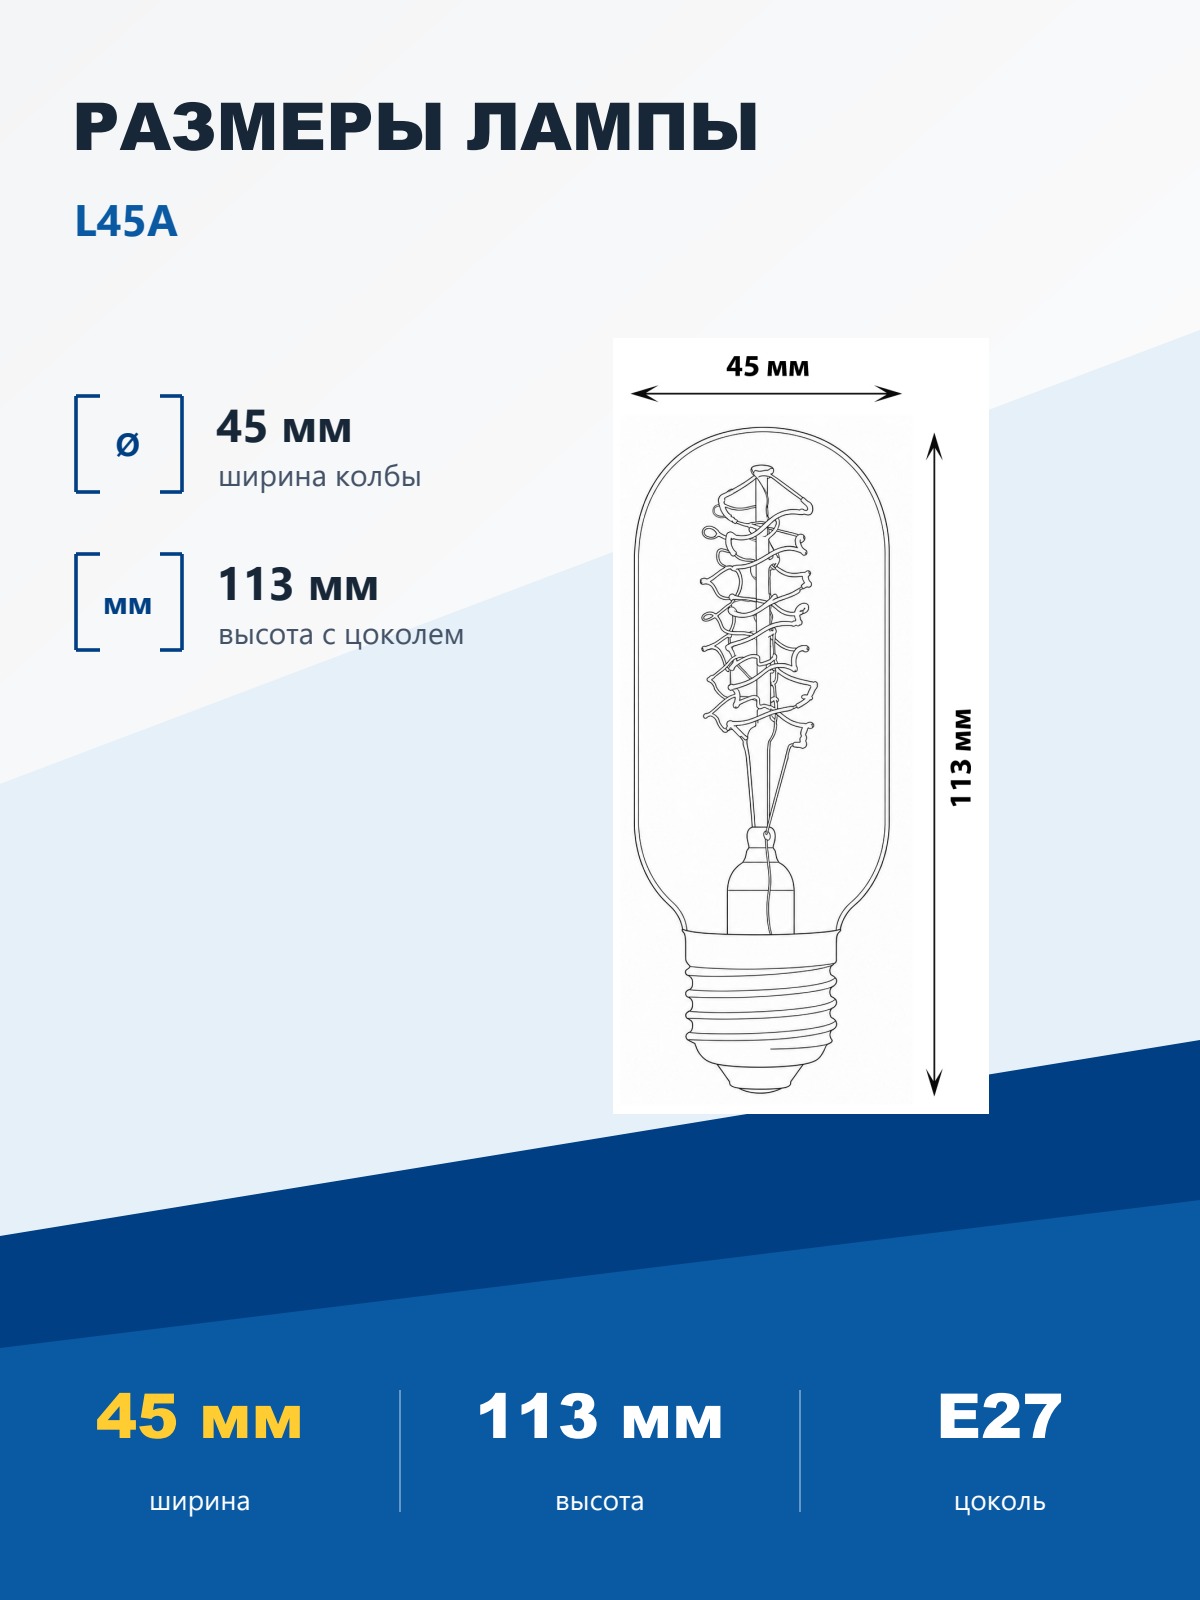 РАЗМЕРЫ ЛАМПЫ
L45A
Ø
45 мм
ширина колбы
мм
113 мм
высота с цоколем
45 мм
113 мм
45 мм
ширина
113 мм
высота
E27
цоколь